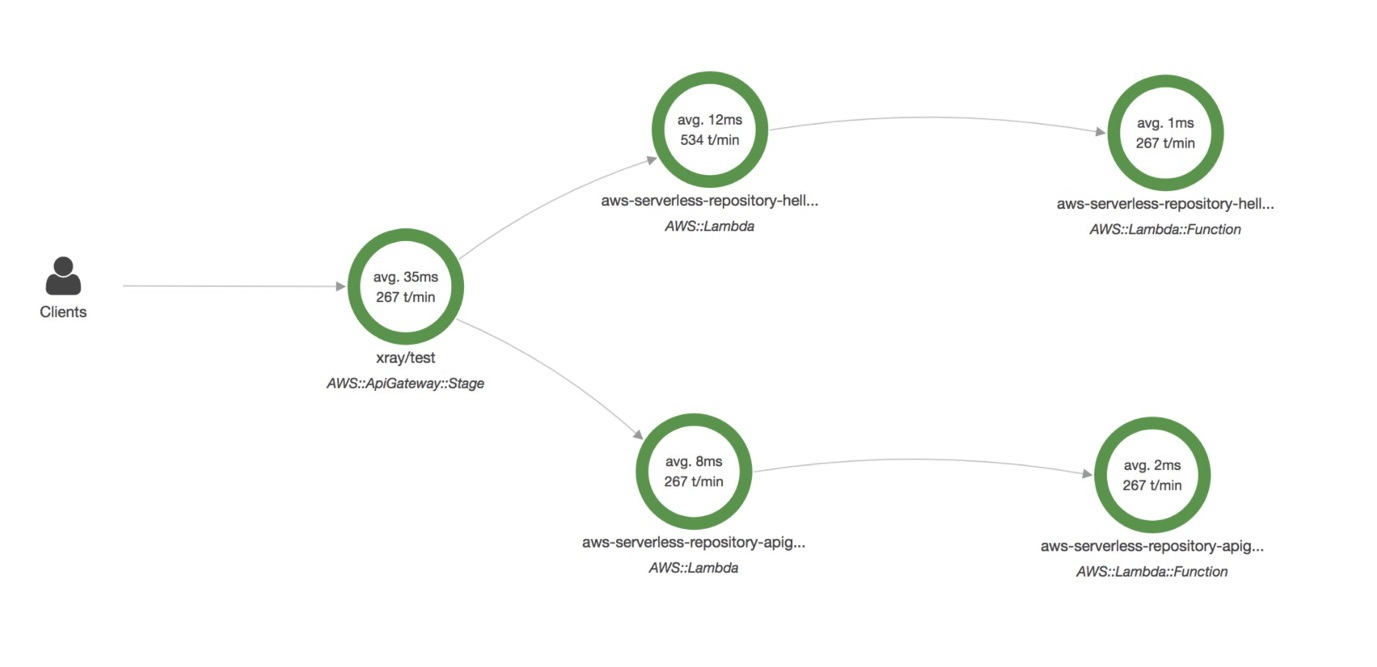 Clients
avg. 35ms
267 t/min
xray/test
AWS::ApiGateway::Stage
avg. 12ms
534 t/min
aws-serverless-repository-hell...
AWS::Lambda
avg. 1ms
267 t/min
aws-serverless-repository-hell...
AWS::Lambda::Function
avg. 8ms
267 t/min
aws-serverless-repository-apig...
AWS::Lambda
avg. 2ms
267 t/min
aws-serverless-repository-apig...
AWS::Lambda::Function